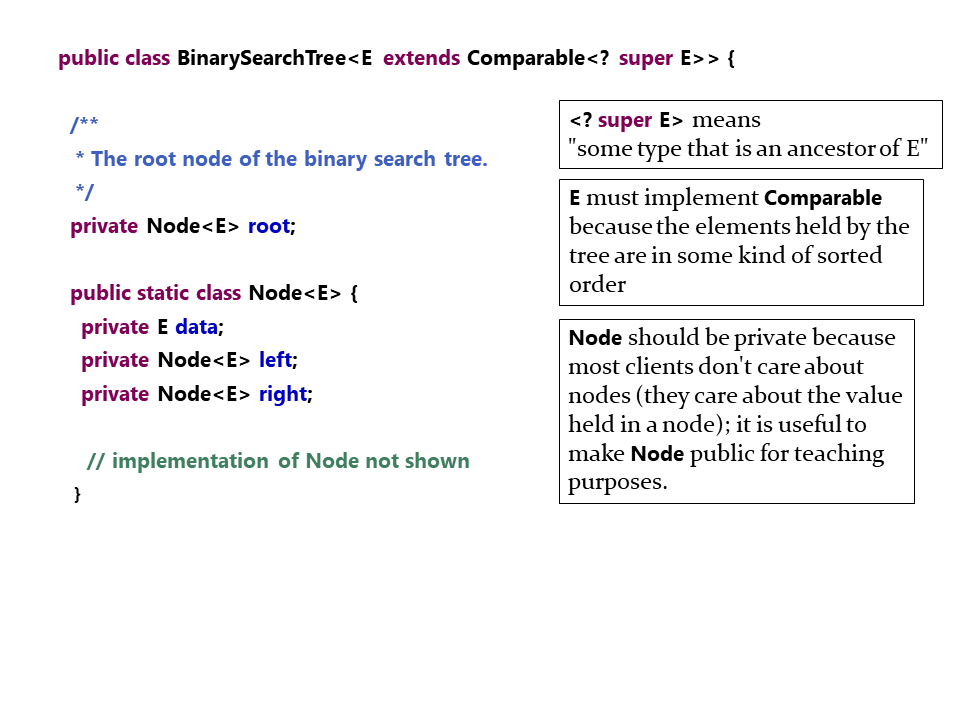 public class BinarySearchTree<E extends Comparable<? super E>> {
/**
* The root node of the binary search tree.
*/
private Node<E> root;
public static class Node<E> {
private E data;
private Node<E> left;
private Node<E> right;
// implementation of Node not shown
}
<? super E> means
"some type that is an ancestor of E"
E must implement Comparable
because the elements held by the
tree are in some kind of sorted
order
Node should be private because
most clients don't care about
nodes (they care about the value
held in a node); it is useful to
make Node public for teaching
purposes.